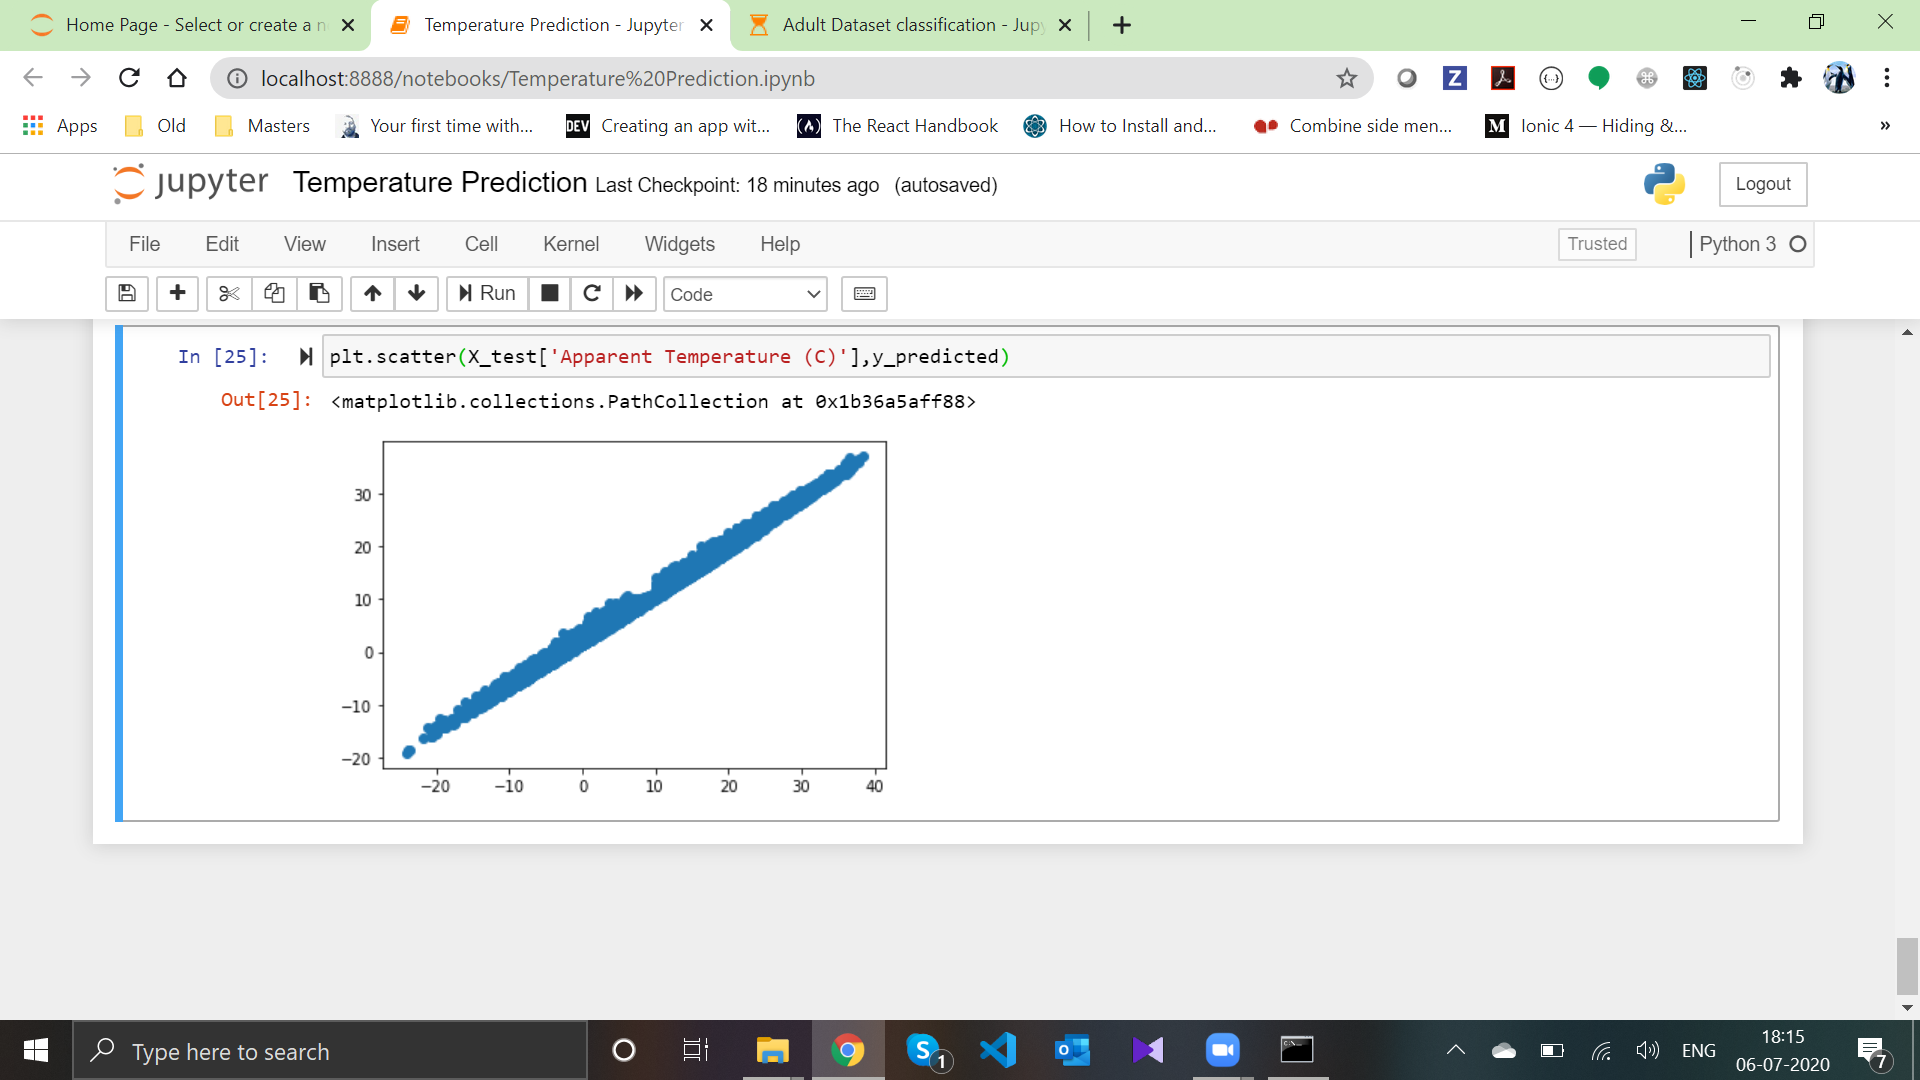 Home Page - Select or create a n
Temperature Prediction - Jupyter
Adult Dataset classification - Jupy
localhost:8888/notebooks/Temperature%20Prediction.ipynb
Apps
Old
Masters
Your first time with...
DEV
Creating an app wit...
The React Handbook
How to Install and...
Combine side men...
M
Ionic 4 — Hiding &...
»
jupyter
Temperature Prediction Last Checkpoint: 18 minutes ago (autosaved)
Logout
File
Edit
View
Insert
Cell
Kernel
Widgets
Help
Trusted
Python 3
Run
Code
In [25]:
plt.scatter(X_test['Apparent Temperature (C)'],y_predicted)
Out[25]:
<matplotlib.collections.PathCollection at 0x1b36a5aff88>
30
20
10
0
−10
−20
−20
−10
0
10
20
30
40
Type here to search
S
1
ENG
18:15
06-07-2020
7